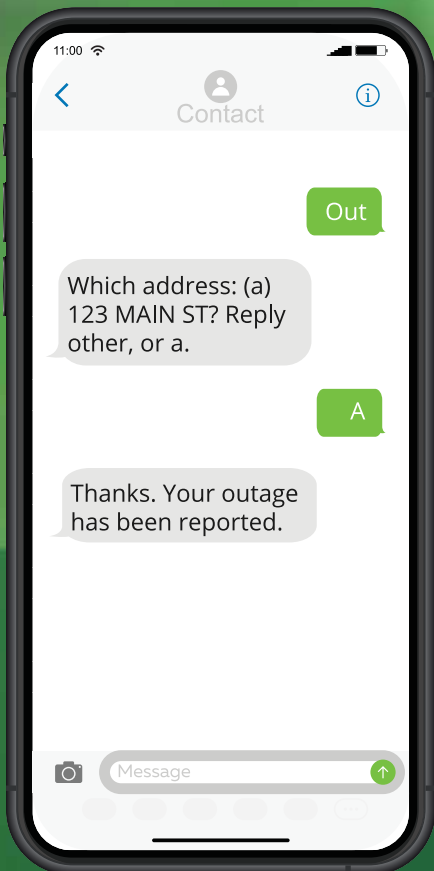 11:00
Contact
Out
Which address: (a)
123 MAIN ST? Reply
other, or a.
A
Thanks. Your outage
has been reported.
Message